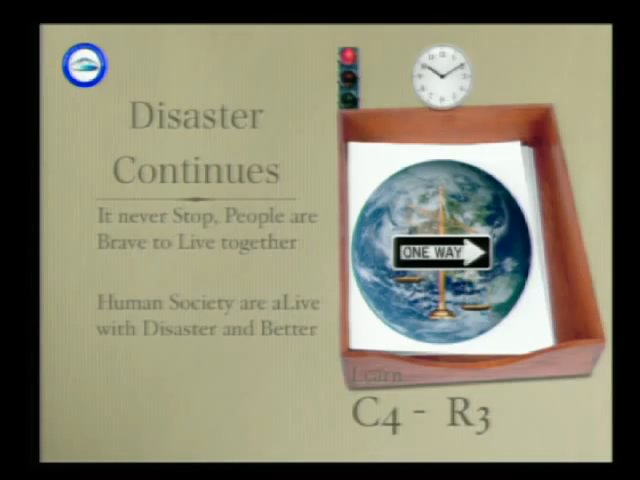 Disaster
Continues
It never Stop, People are
Brave to Live together
Human Society are aLive
with Disaster and Better
ONE WAY
Learn
C4 - R3